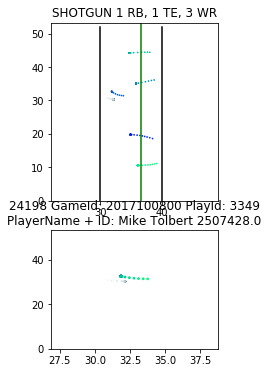 SHOTGUN 1 RB, 1 TE, 3 WR
50
40
30
20
10
0
30
40
24198 GameId: 2017100800 PlayId: 3349
PlayerName + ID: Mike Tolbert 2507428.0
40
20
0
27.5 30.0 32.5 35.0 37.5